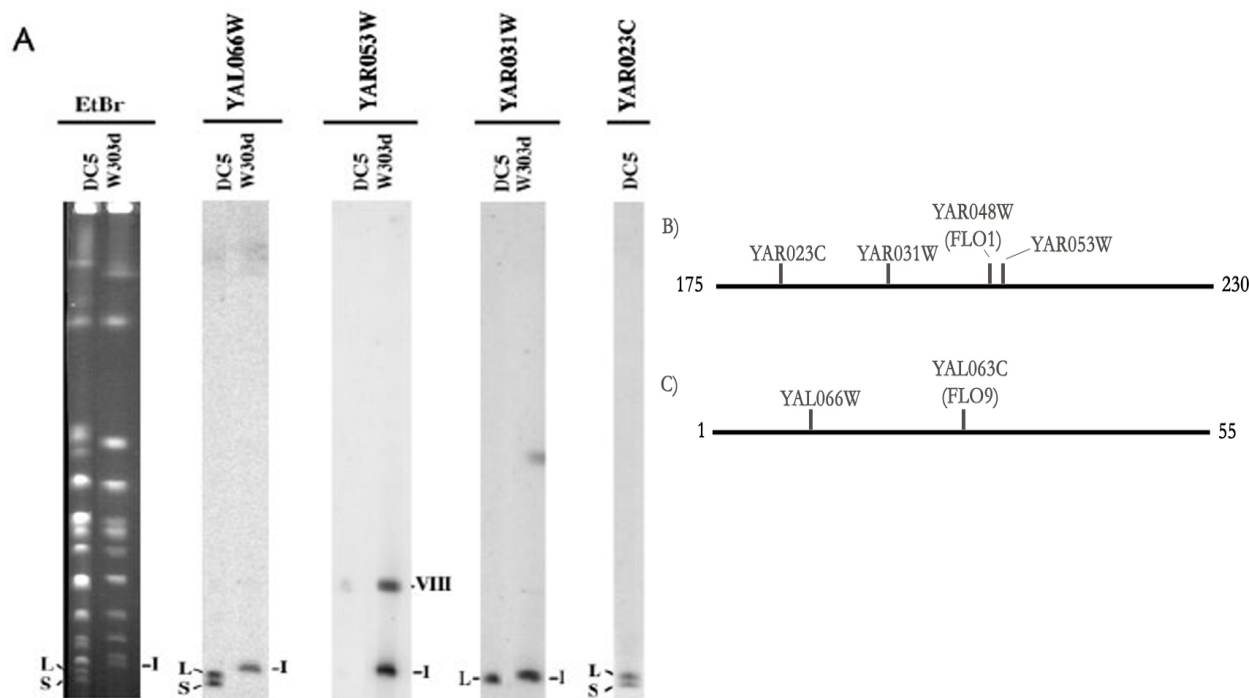 A
EtBr
DC5
W303d
L
S
-I
YAL066W
DC5
W303d
L
S
-I
YAR053W
DC5
W303d
-VIII
-I
YAR031W
DC5
W303d
L-
-I
YAR023C
DC5
L
S
B)
YAR023C
YAR031W
YAR048W
(FLO1)
YAR053W
175
230
C)
YAL066W
YAL063C
(FLO9)
1
55